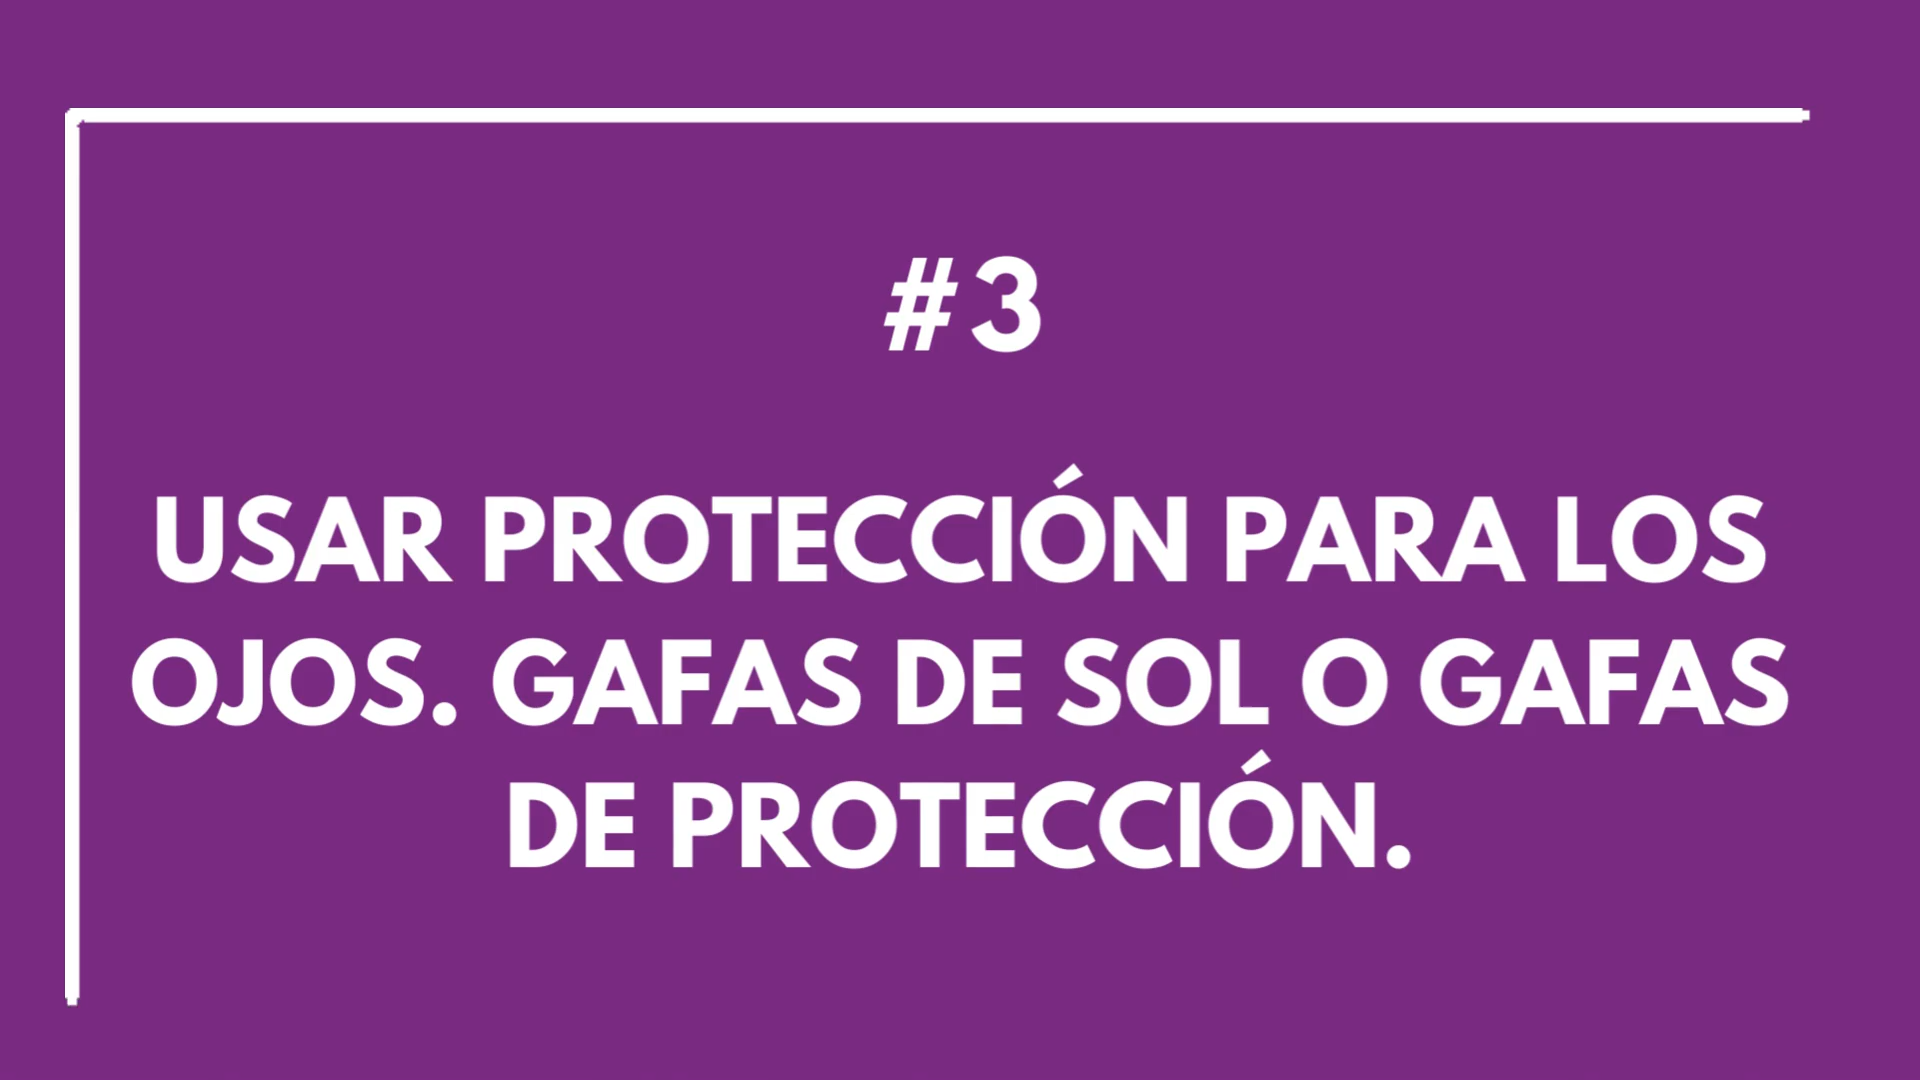 #3
USAR PROTECCIÓN PARA LOS
OJOS. GAFAS DE SOL O GAFAS
DE PROTECCIÓN.